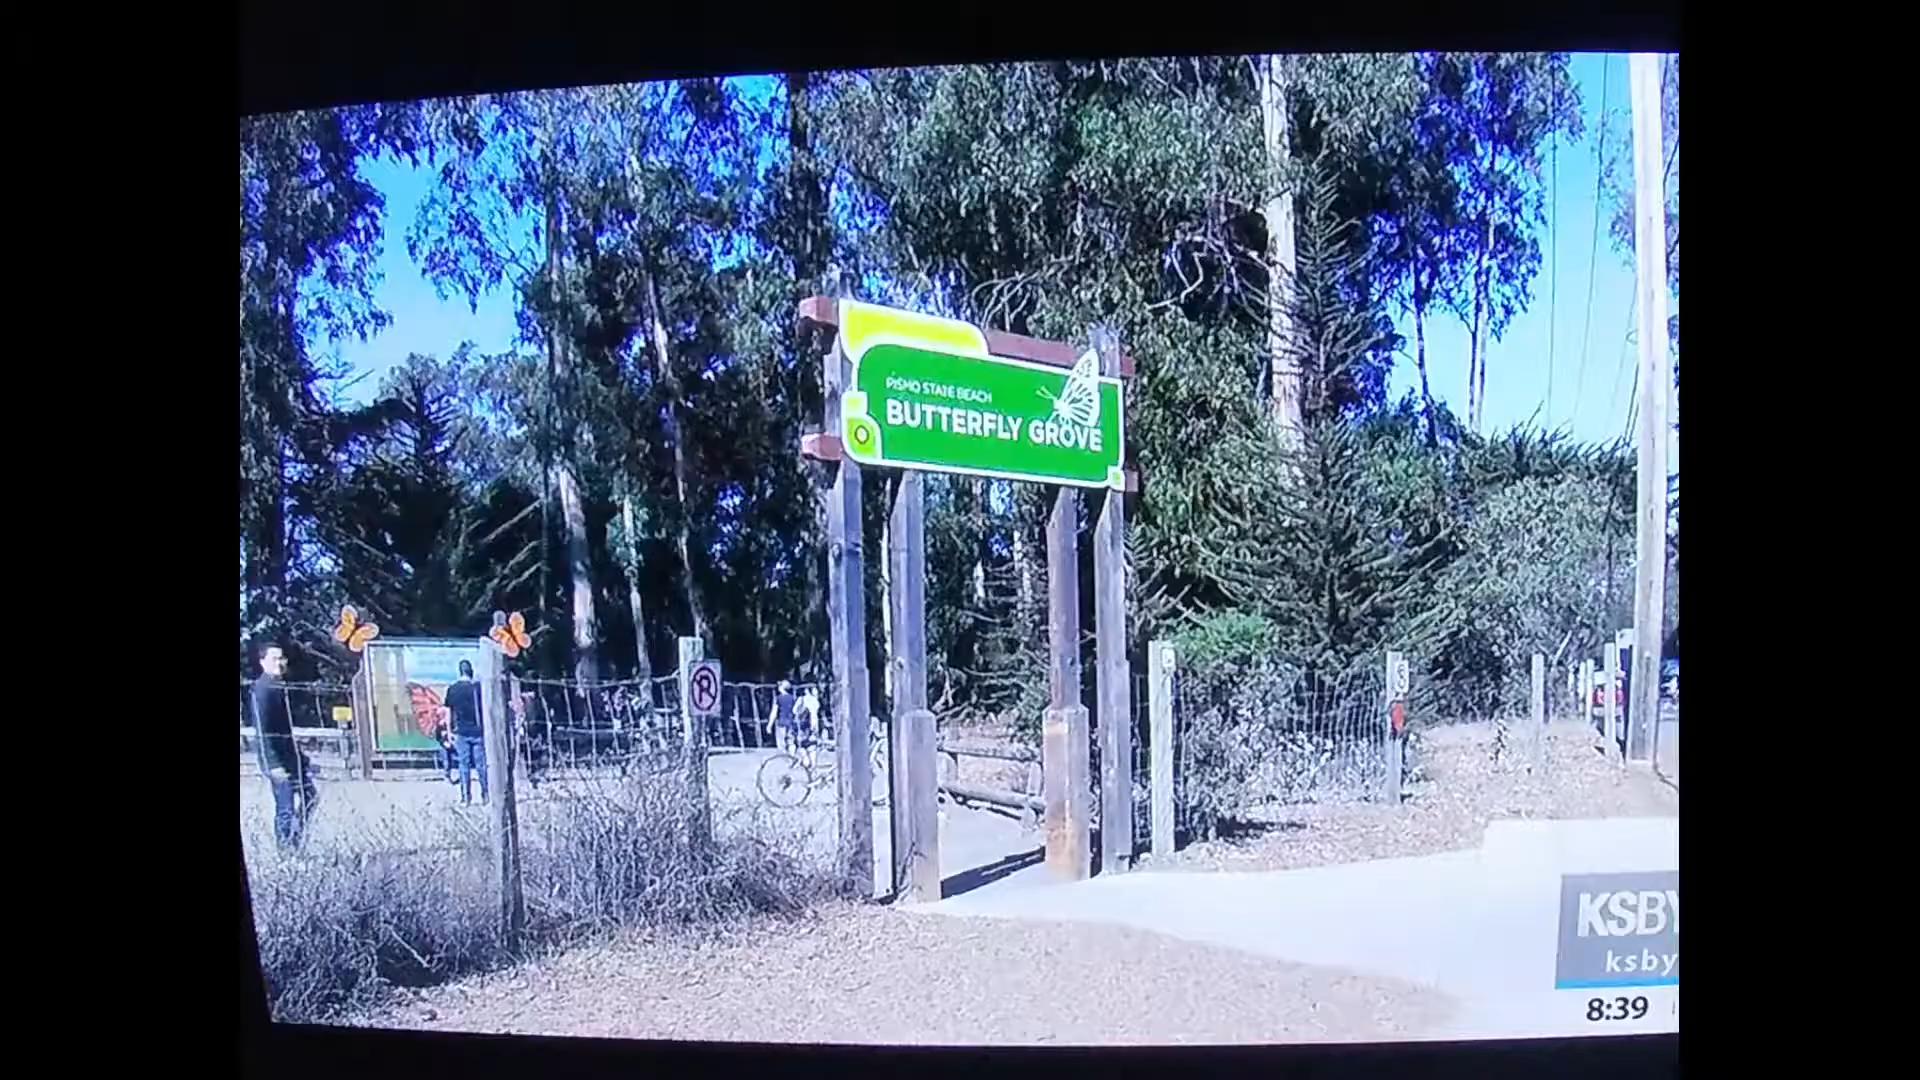 PISMO STATE BEACH
BUTTERFLY GROVE
KSBY
ksby
8:39